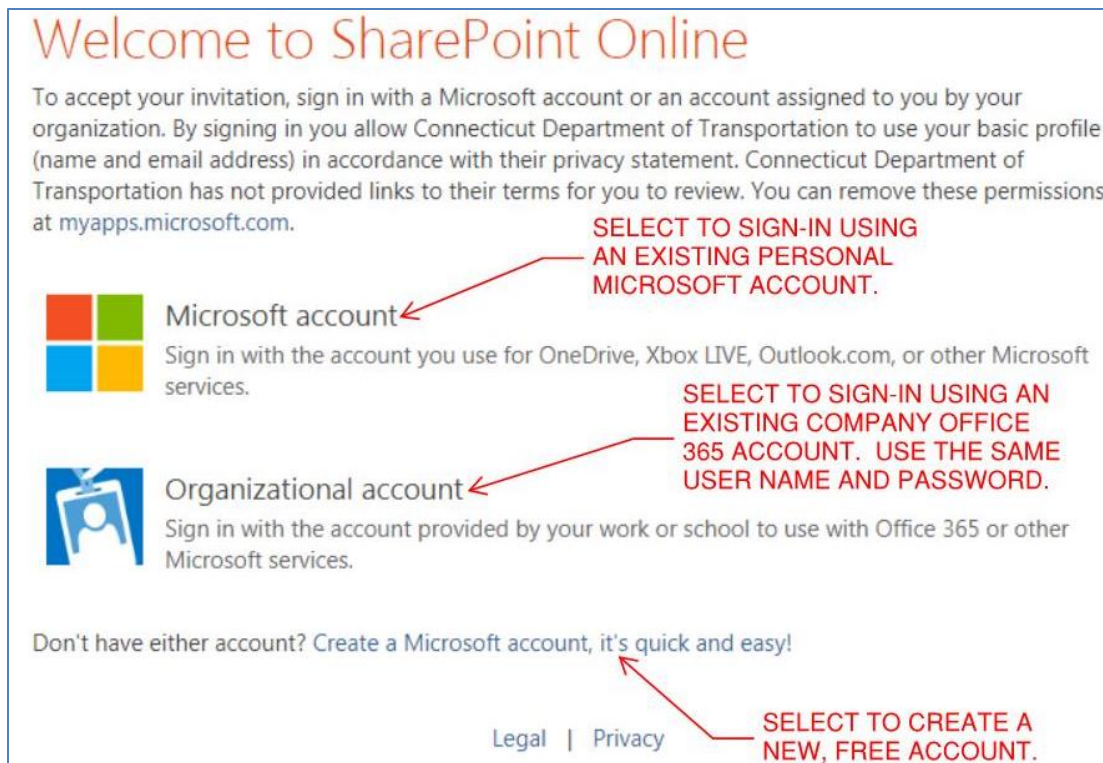 Welcome to SharePoint Online
To accept your invitation, sign in with a Microsoft account or an account assigned to you by your
organization. By signing in you allow Connecticut Department of Transportation to use your basic profile
(name and email address) in accordance with their privacy statement. Connecticut Department of
Transportation has not provided links to their terms for you to review. You can remove these permissions
at myapps.microsoft.com.
SELECT TO SIGN-IN USING
AN EXISTING PERSONAL
MICROSOFT ACCOUNT.
Microsoft account
Sign in with the account you use for OneDrive, Xbox LIVE, Outlook.com, or other Microsoft
services.
SELECT TO SIGN-IN USING AN
EXISTING COMPANY OFFICE
365 ACCOUNT. USE THE SAME
USER NAME AND PASSWORD.
Organizational account
Sign in with the account provided by your work or school to use with Office 365 or other
Microsoft services.
Don't have either account? Create a Microsoft account, it's quick and easy!
SELECT TO CREATE A
NEW, FREE ACCOUNT.
Legal | Privacy